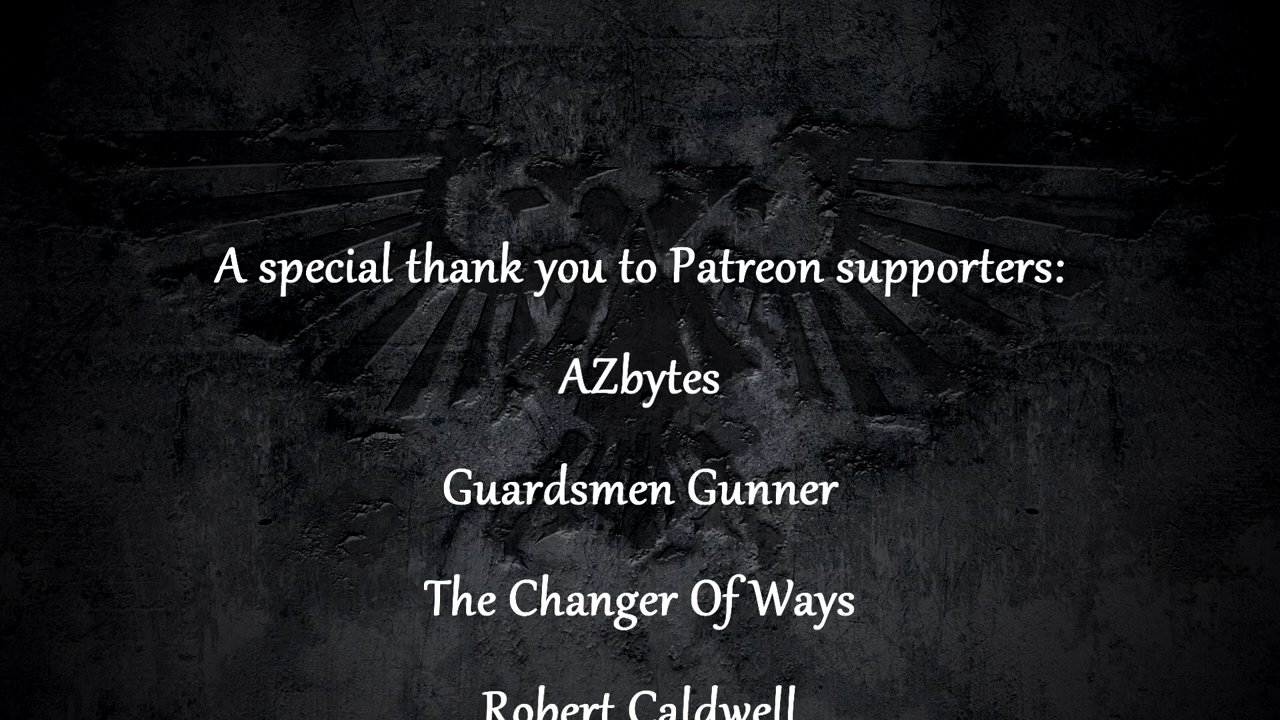 A special thank you to Patreon supporters:
AZbytes
Guardsmen Gunner
The Changer Of Ways
Robert Caldwell